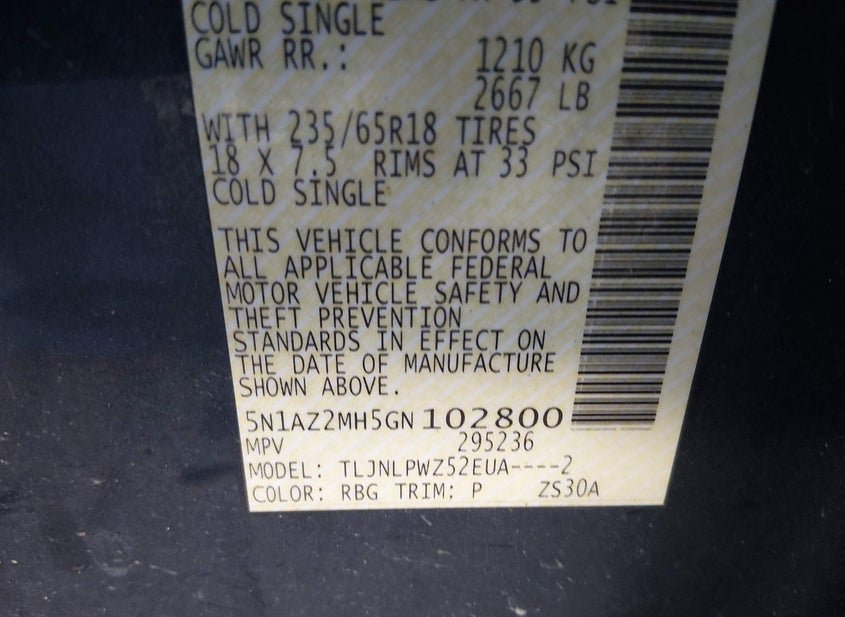 COLD SINGLE
GAWR RR.: 1210 KG
2667 LB
WITH 235/65R18 TIRES
18 X 7.5 RIMS AT 33 PSI
COLD SINGLE
THIS VEHICLE CONFORMS TO
ALL APPLICABLE FEDERAL
MOTOR VEHICLE SAFETY AND
THEFT PREVENTION
STANDARDS IN EFFECT ON
THE DATE OF MANUFACTURE
SHOWN ABOVE.
5N1AZ2MH5GN102800
MPV 295236
MODEL: TLJNLPWZ52EUA----2
COLOR: RBG TRIM: P ZS30A